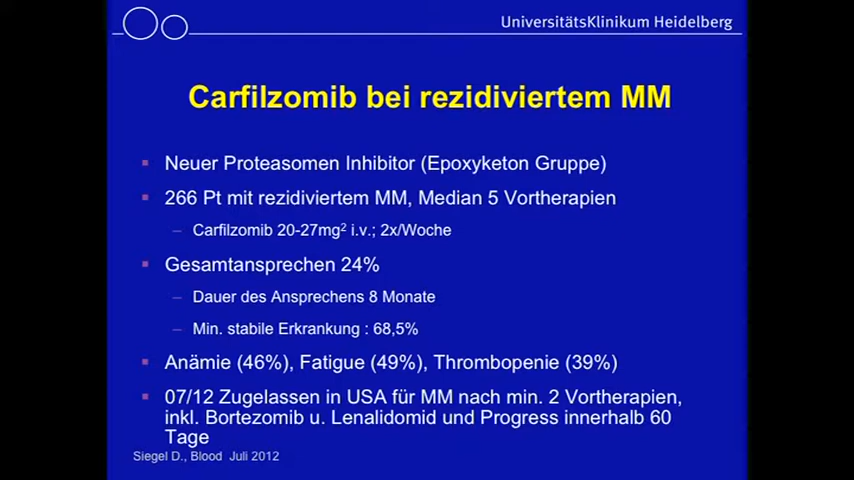 UniversitätsKlinikum Heidelberg
Carfilzomib bei rezidiviertem MM
Neuer Proteasomen Inhibitor (Epoxyketon Gruppe)
266 Pt mit rezidiviertem MM, Median 5 Vortherapien
– Carfilzomib 20-27mg² i.v.; 2x/Woche
Gesamtansprechen 24%
– Dauer des Ansprechens 8 Monate
– Min. stabile Erkrankung : 68,5%
Anämie (46%), Fatigue (49%), Thrombopenie (39%)
07/12 Zugelassen in USA für MM nach min. 2 Vortherapien,
inkl. Bortezomib u. Lenalidomid und Progress innerhalb 60
Tage
Siegel D., Blood Juli 2012